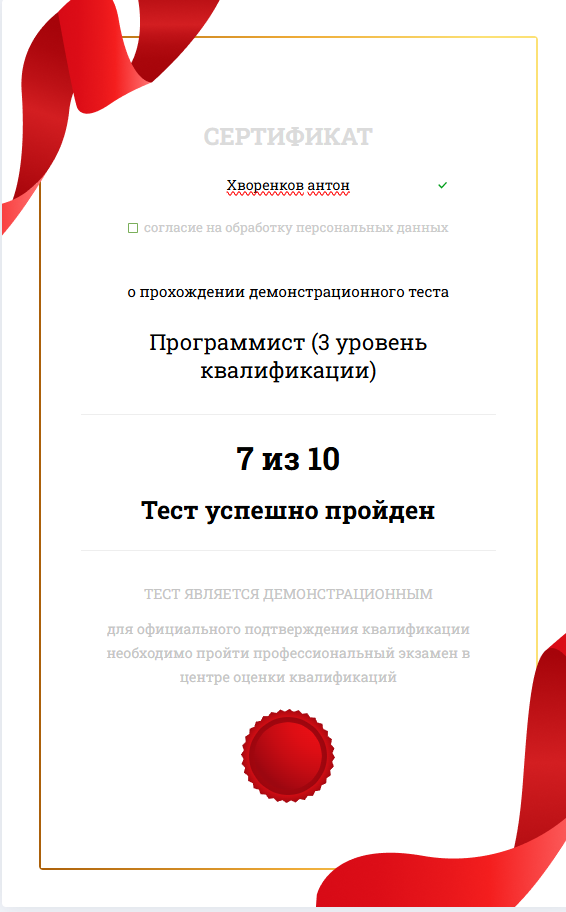 СЕРТИФИКАТ
Хворенков антон
согласие на обработку персональных данных
о прохождении демонстрационного теста
Программист (3 уровень
квалификации)
7 из 10
Тест успешно пройден
ТЕСТ ЯВЛЯЕТСЯ ДЕМОНСТРАЦИОННЫМ
для официального подтверждения квалификации
необходимо пройти профессиональный экзамен в
центре оценки квалификаций